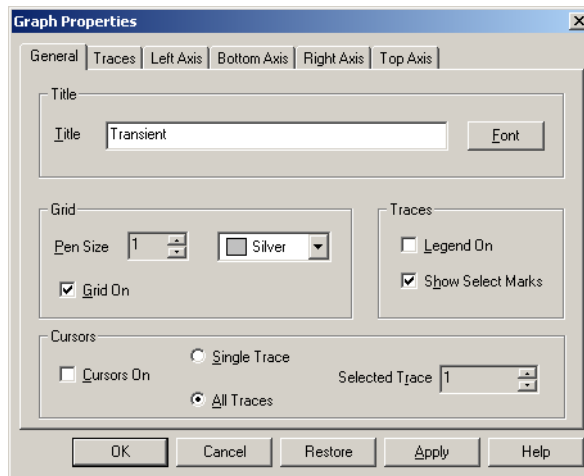 Graph Properties
General Traces Left Axis Bottom Axis Right Axis Top Axis
Title
Title Transient Font
Grid Traces
Pen Size 1 Silver Legend On
Grid On Show Select Marks
Cursors
Single Trace
Cursors On Selected Trace 1
All Traces
OK Cancel Restore Apply Help